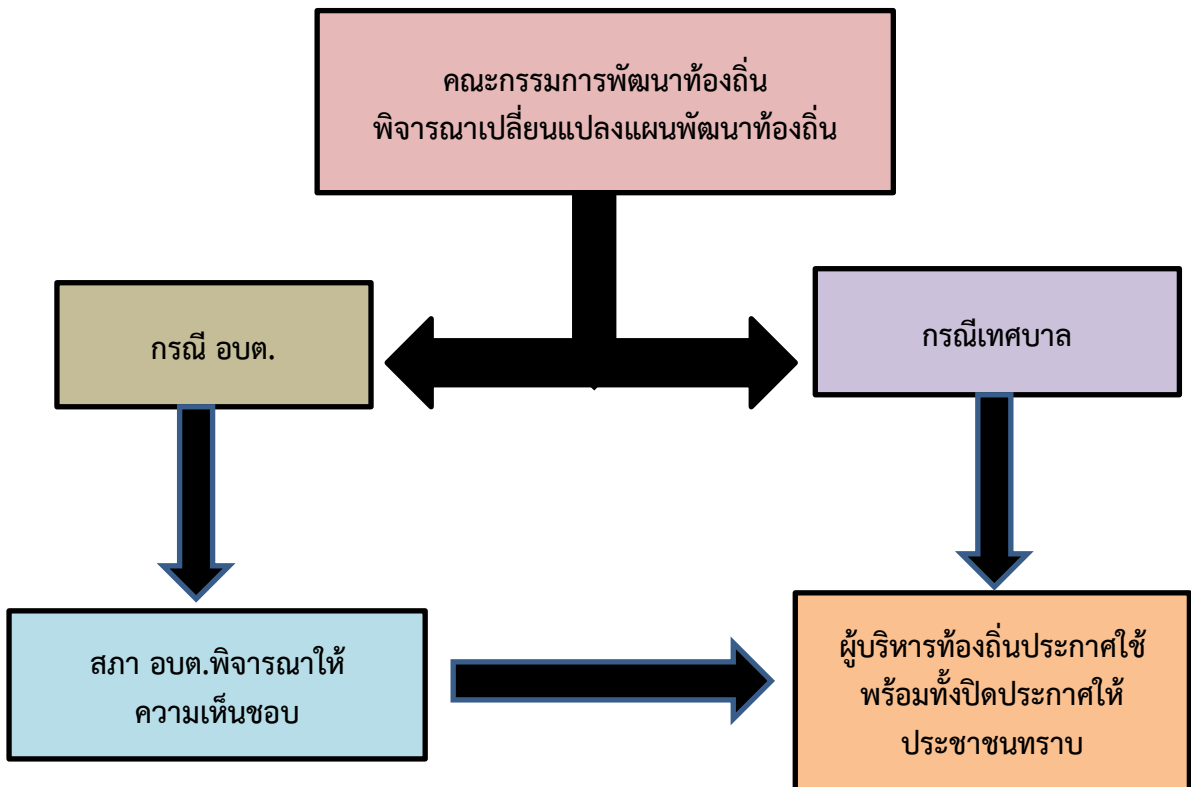 คณะกรรมการพัฒนาท้องถิ่น
พิจารณาเปลี่ยนแปลงแผนพัฒนาท้องถิ่น
กรณี อบต.
กรณีเทศบาล
สภา อบต.พิจารณาให้
ความเห็นชอบ
ผู้บริหารท้องถิ่นประกาศใช้
พร้อมทั้งปิดประกาศให้
ประชาชนทราบ